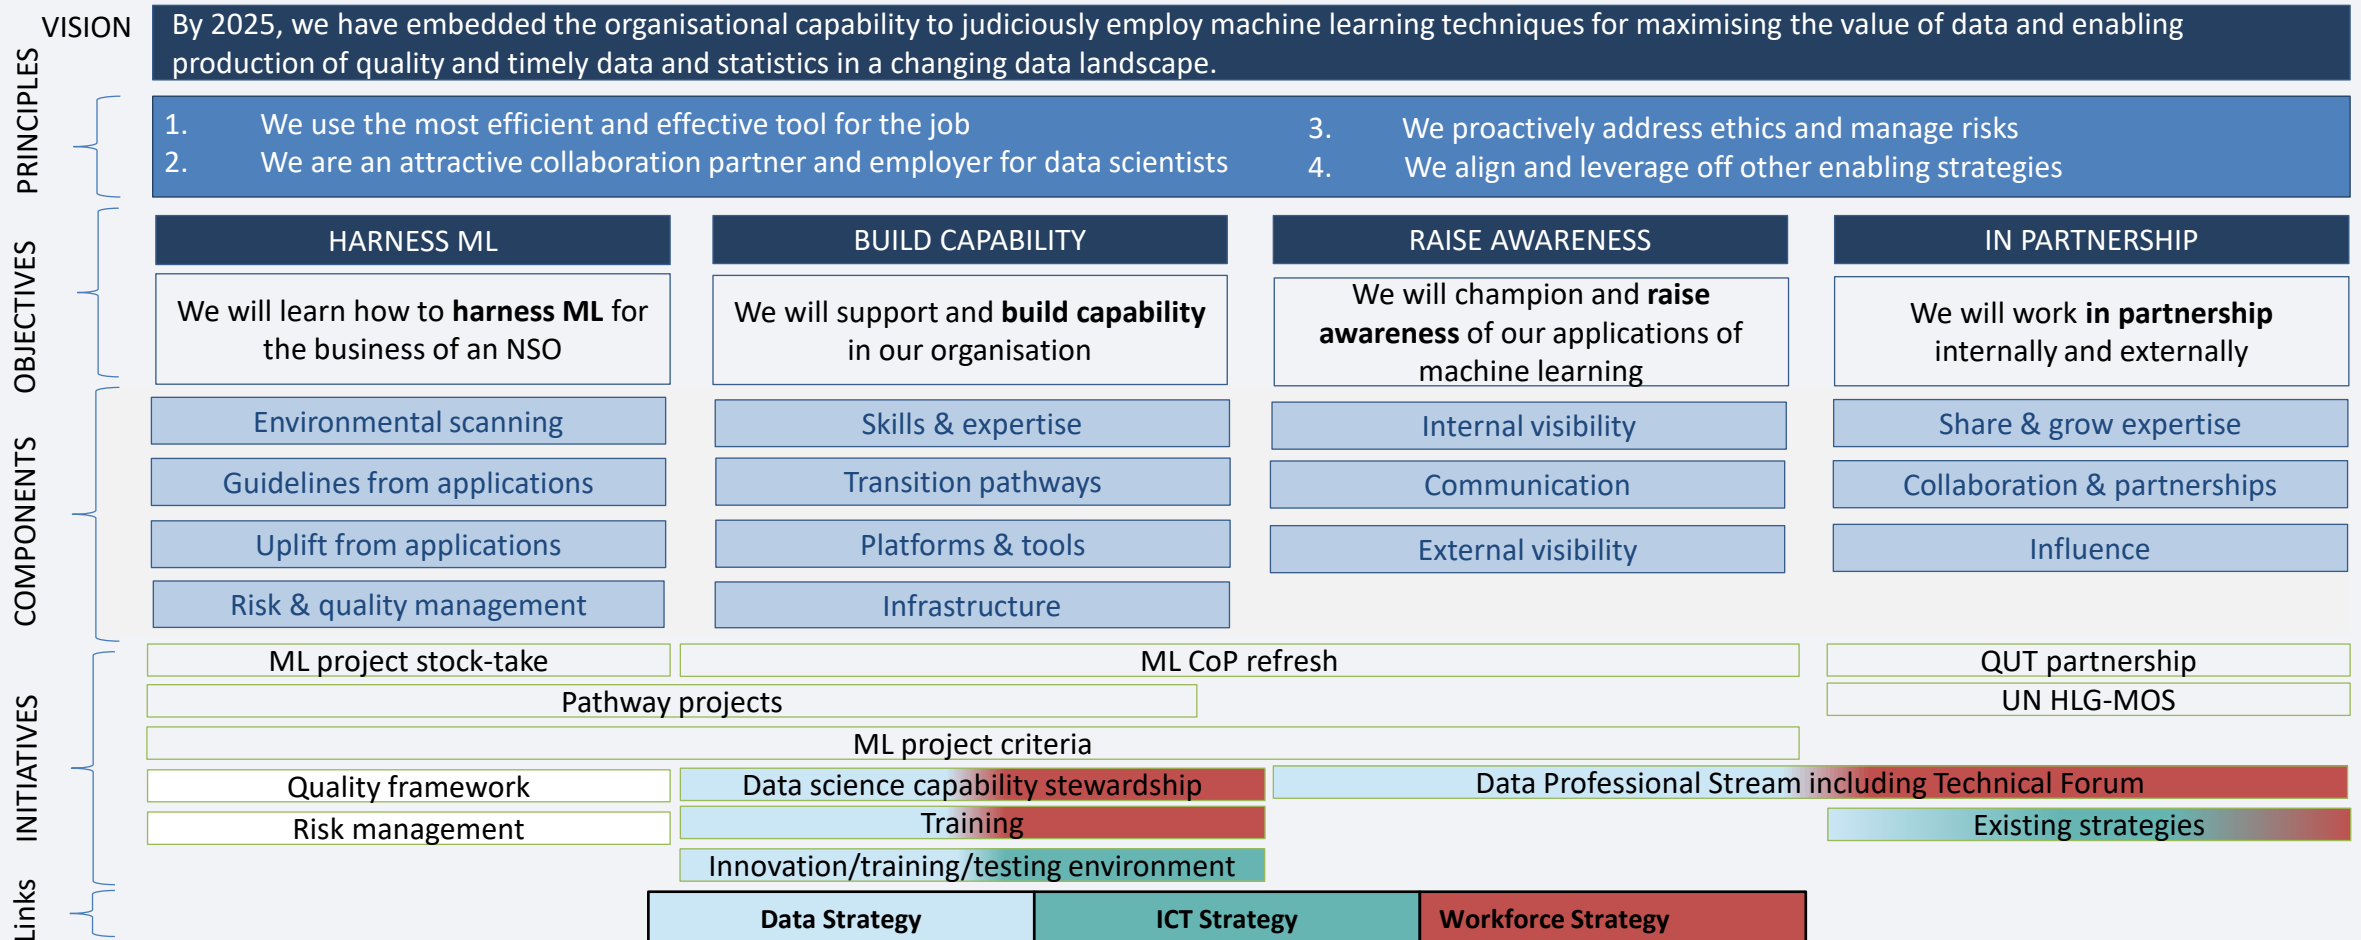 VISION
By 2025, we have embedded the organisational capability to judiciously employ machine learning techniques for maximising the value of data and enabling
production of quality and timely data and statistics in a changing data landscape.
PRINCIPLES
1. We use the most efficient and effective tool for the job
2. We are an attractive collaboration partner and employer for data scientists
3. We proactively address ethics and manage risks
4. We align and leverage off other enabling strategies
OBJECTIVES
HARNESS ML
We will learn how to harness ML for
the business of an NSO
BUILD CAPABILITY
We will support and build capability
in our organisation
RAISE AWARENESS
We will champion and raise
awareness of our applications of
machine learning
IN PARTNERSHIP
We will work in partnership
internally and externally
COMPONENTS
Environmental scanning
Guidelines from applications
Uplift from applications
Risk & quality management
Skills & expertise
Transition pathways
Platforms & tools
Infrastructure
Internal visibility
Communication
External visibility
Share & grow expertise
Collaboration & partnerships
Influence
INITIATIVES
ML project stock-take
ML CoP refresh
QUT partnership
Pathway projects
UN HLG-MOS
ML project criteria
Quality framework
Data science capability stewardship
Data Professional Stream including Technical Forum
Risk management
Training
Existing strategies
Innovation/training/testing environment
Links
Data Strategy
ICT Strategy
Workforce Strategy